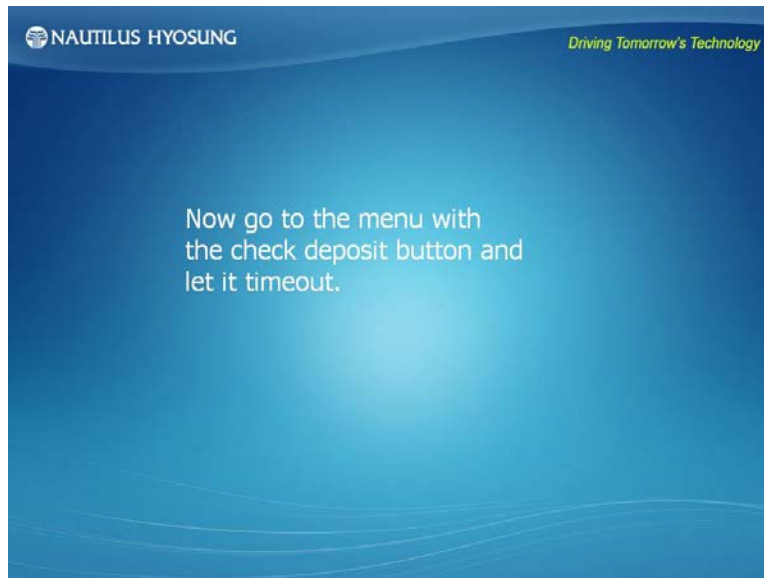 NAUTILUS HYOSUNG
Driving Tomorrow's Technology
Now go to the menu with
the check deposit button and
let it timeout.